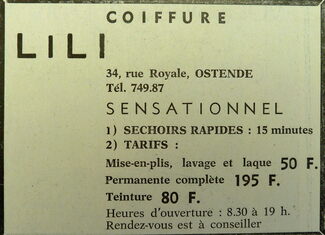 COIFFURE
LiLI
34, rue Royale, OSTENDE
Tél. 749.87
SENSATIONNEL
1) SECHOIRS RAPIDES : 15 minutes
2) TARIFS :
Mise-en-plis, lavage et laque 50 F.
Permanente complète 195 F.
Teinture 80 F.
Heures d'ouverture : 8.30 à 19 h.
Rendez-vous est à conseiller